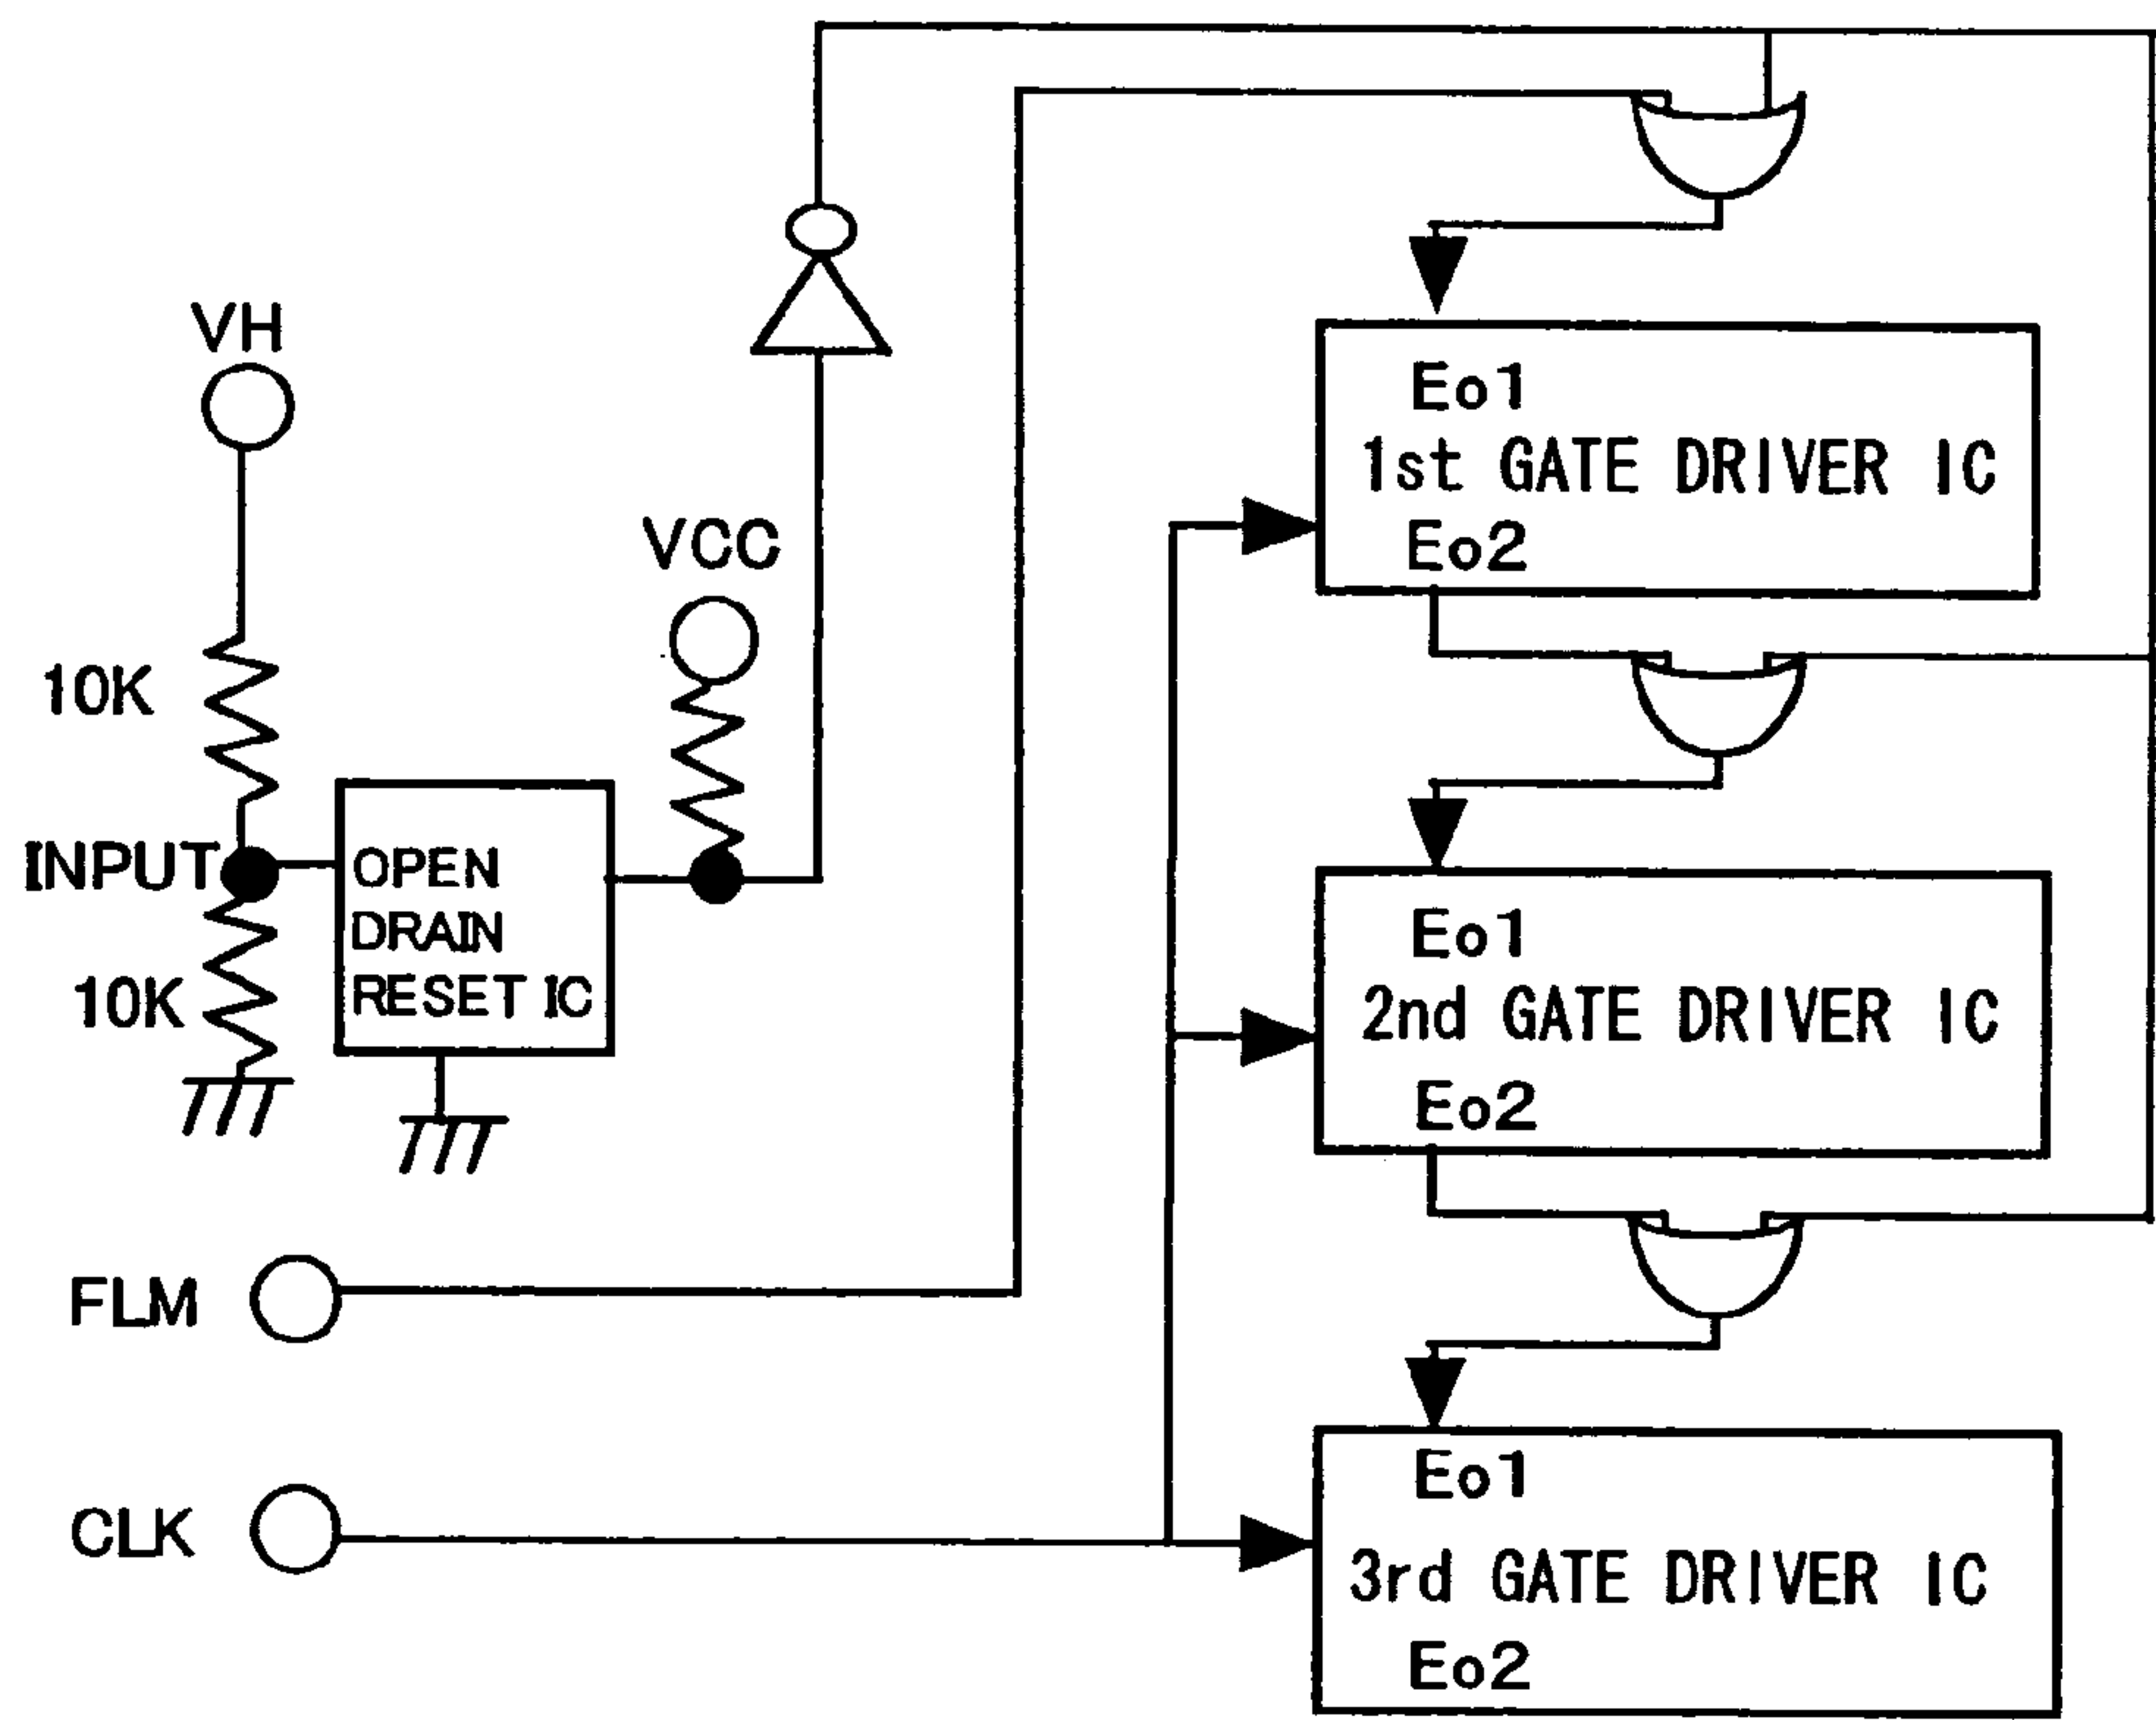 VH
VCC
10K
INPUT
OPEN
DRAIN
RESET IC
10K
FLM
CLK
Eo1
1st GATE DRIVER IC
Eo2
Eo1
2nd GATE DRIVER IC
Eo2
Eo1
3rd GATE DRIVER IC
Eo2